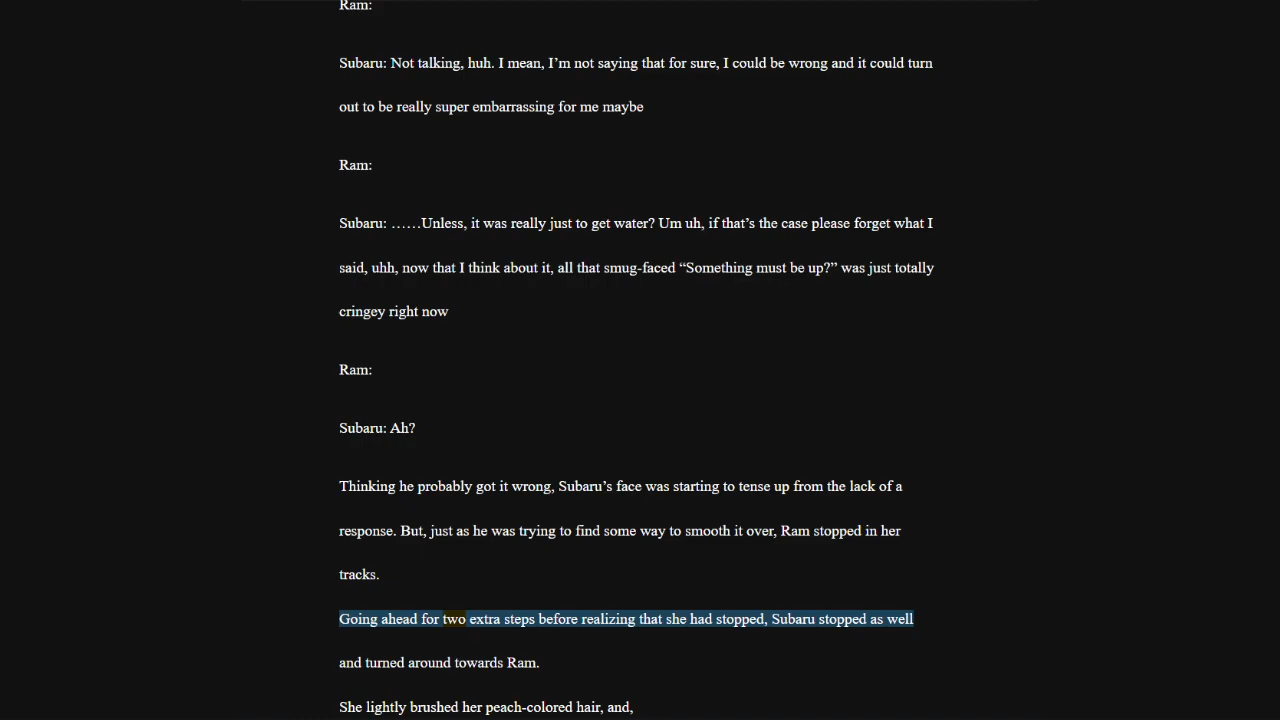 Ram:
Subaru: Not talking, huh. I mean, I’m not saying that for sure, I could be wrong and it could turn
out to be really super embarrassing for me maybe
Ram:
Subaru: ……Unless, it was really just to get water? Um uh, if that’s the case please forget what I
said, uhh, now that I think about it, all that smug-faced “Something must be up?” was just totally
cringey right now
Ram:
Subaru: Ah?
Thinking he probably got it wrong, Subaru’s face was starting to tense up from the lack of a
response. But, just as he was trying to find some way to smooth it over, Ram stopped in her
tracks.
Going ahead for two extra steps before realizing that she had stopped, Subaru stopped as well
and turned around towards Ram.
She lightly brushed her peach-colored hair, and,